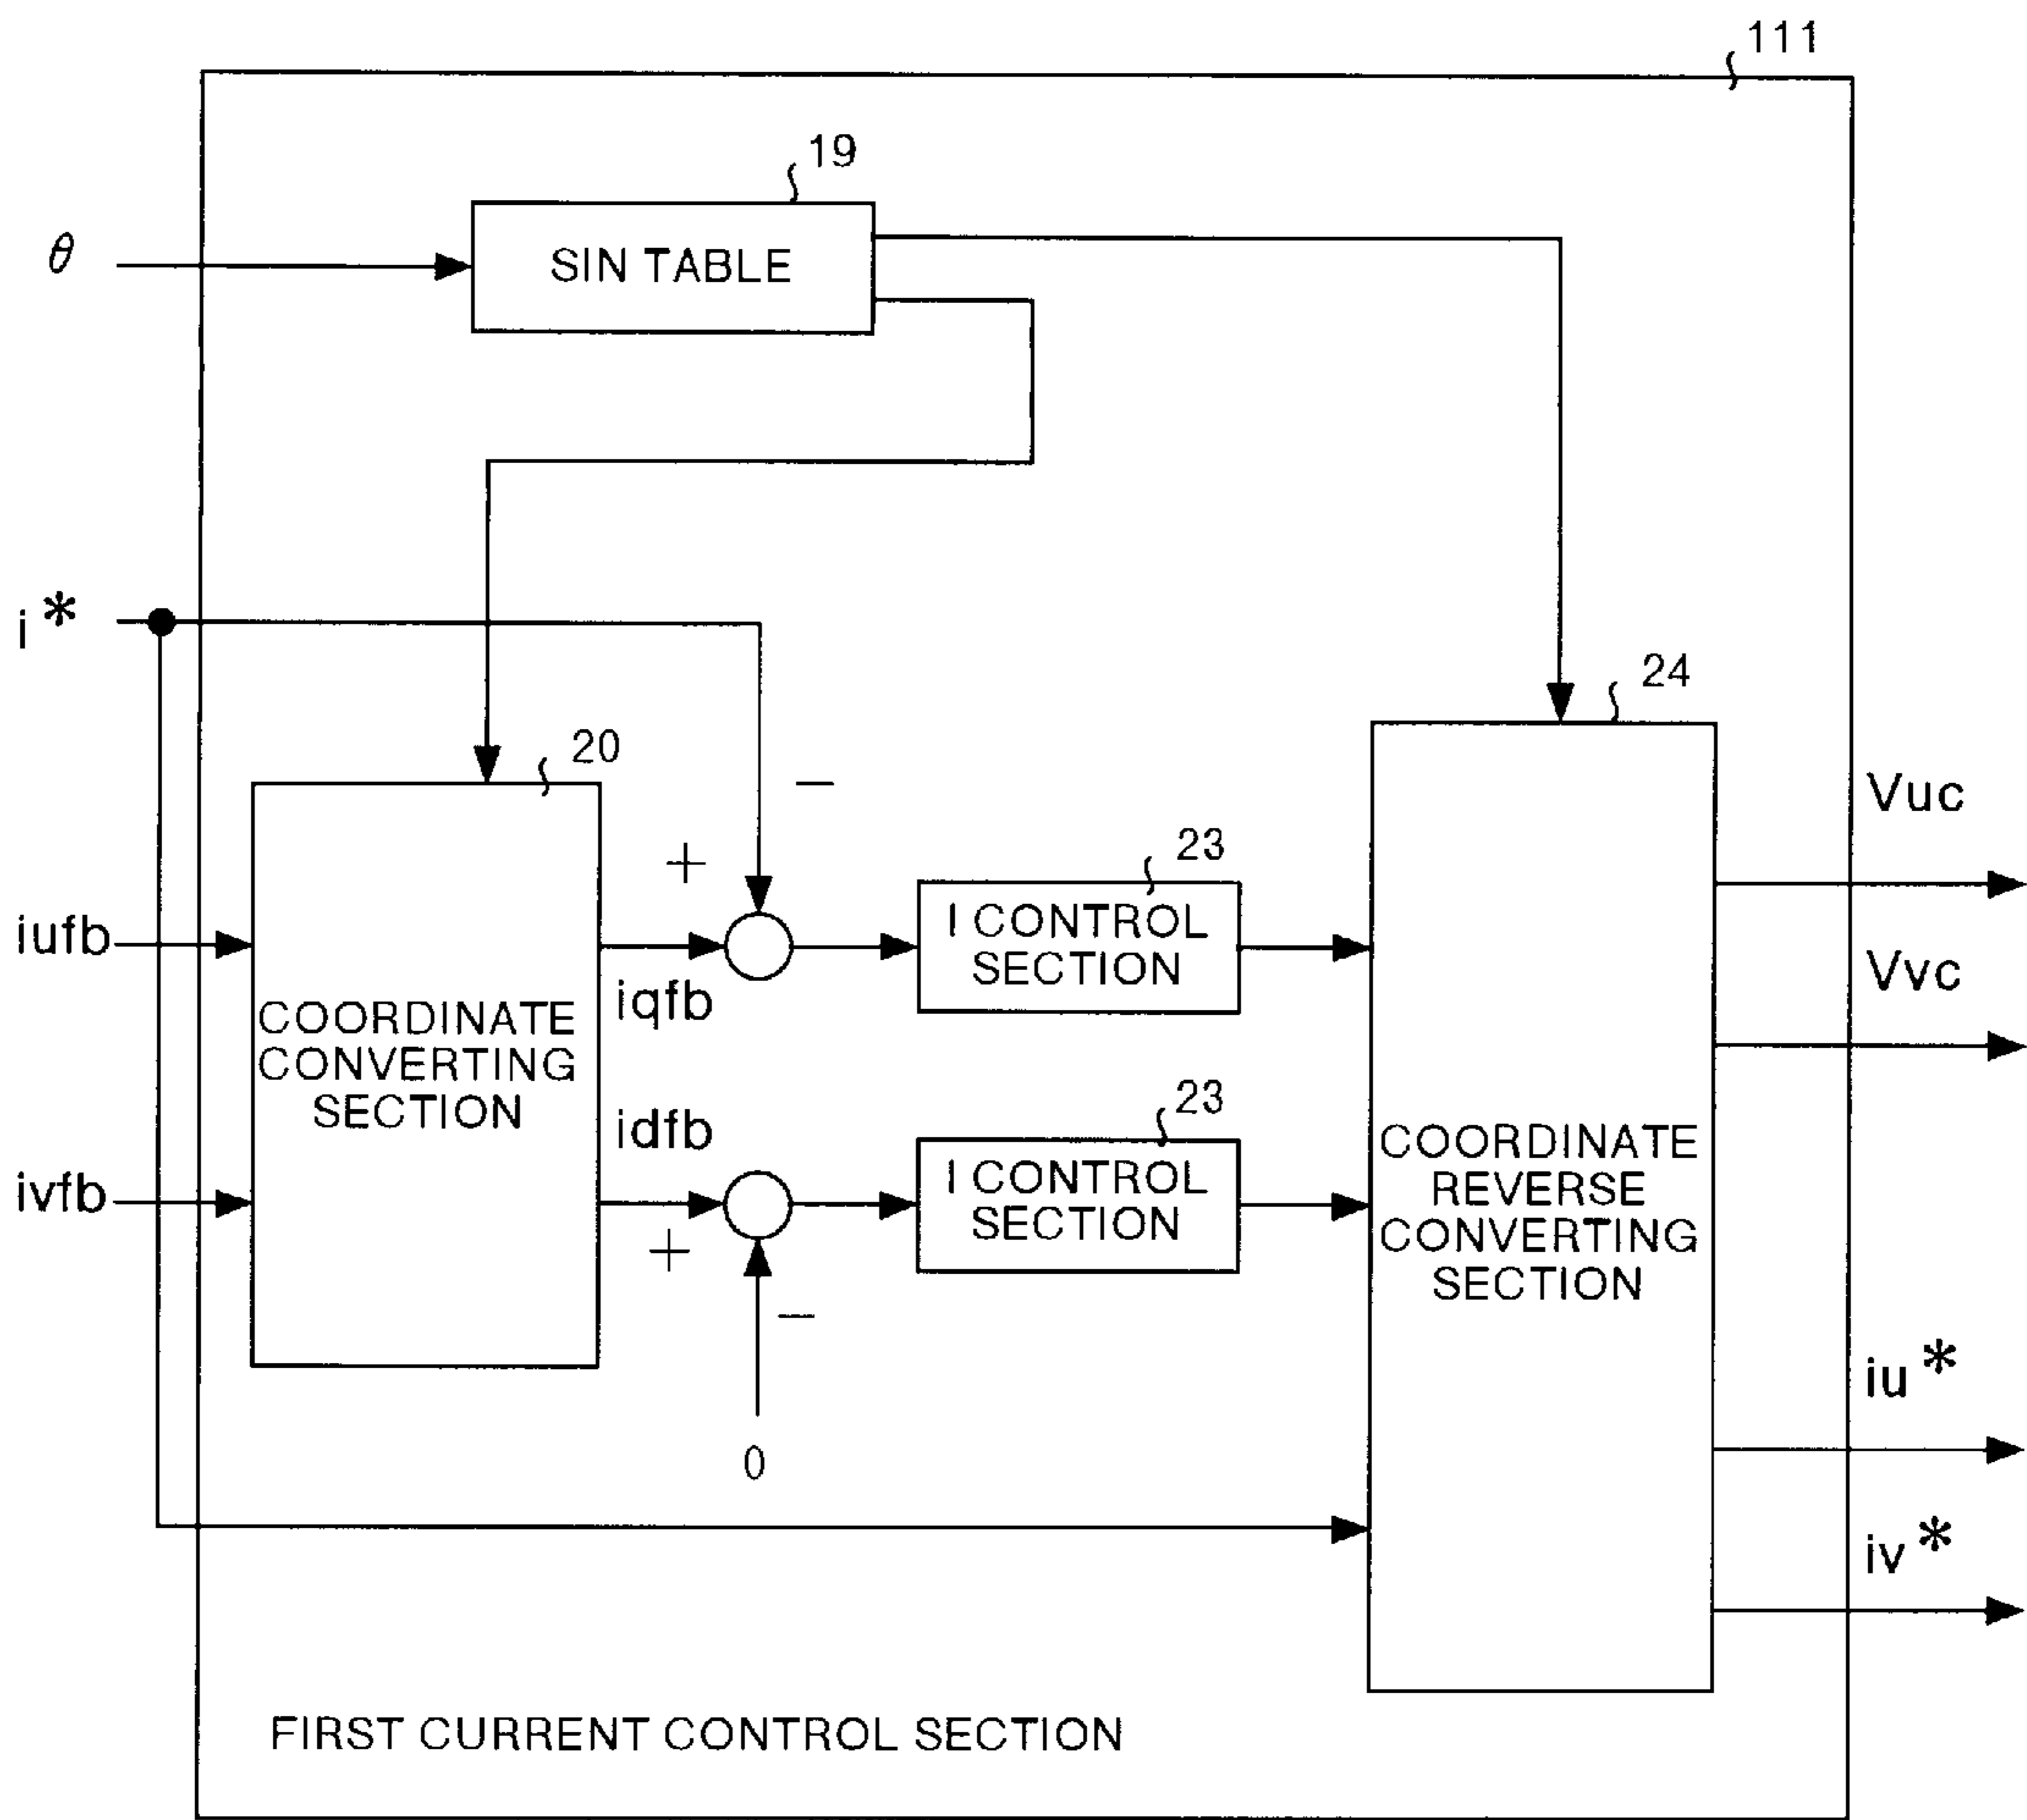 111
19
θ
SIN TABLE
i*
24
20
Vuc
+
−
23
iufb
I CONTROL
SECTION
Vvc
iqfb
COORDINATE
CONVERTING
SECTION
idfb
23
ivfb
I CONTROL
SECTION
COORDINATE
REVERSE
CONVERTING
SECTION
+
−
iu*
0
iv*
FIRST CURRENT CONTROL SECTION